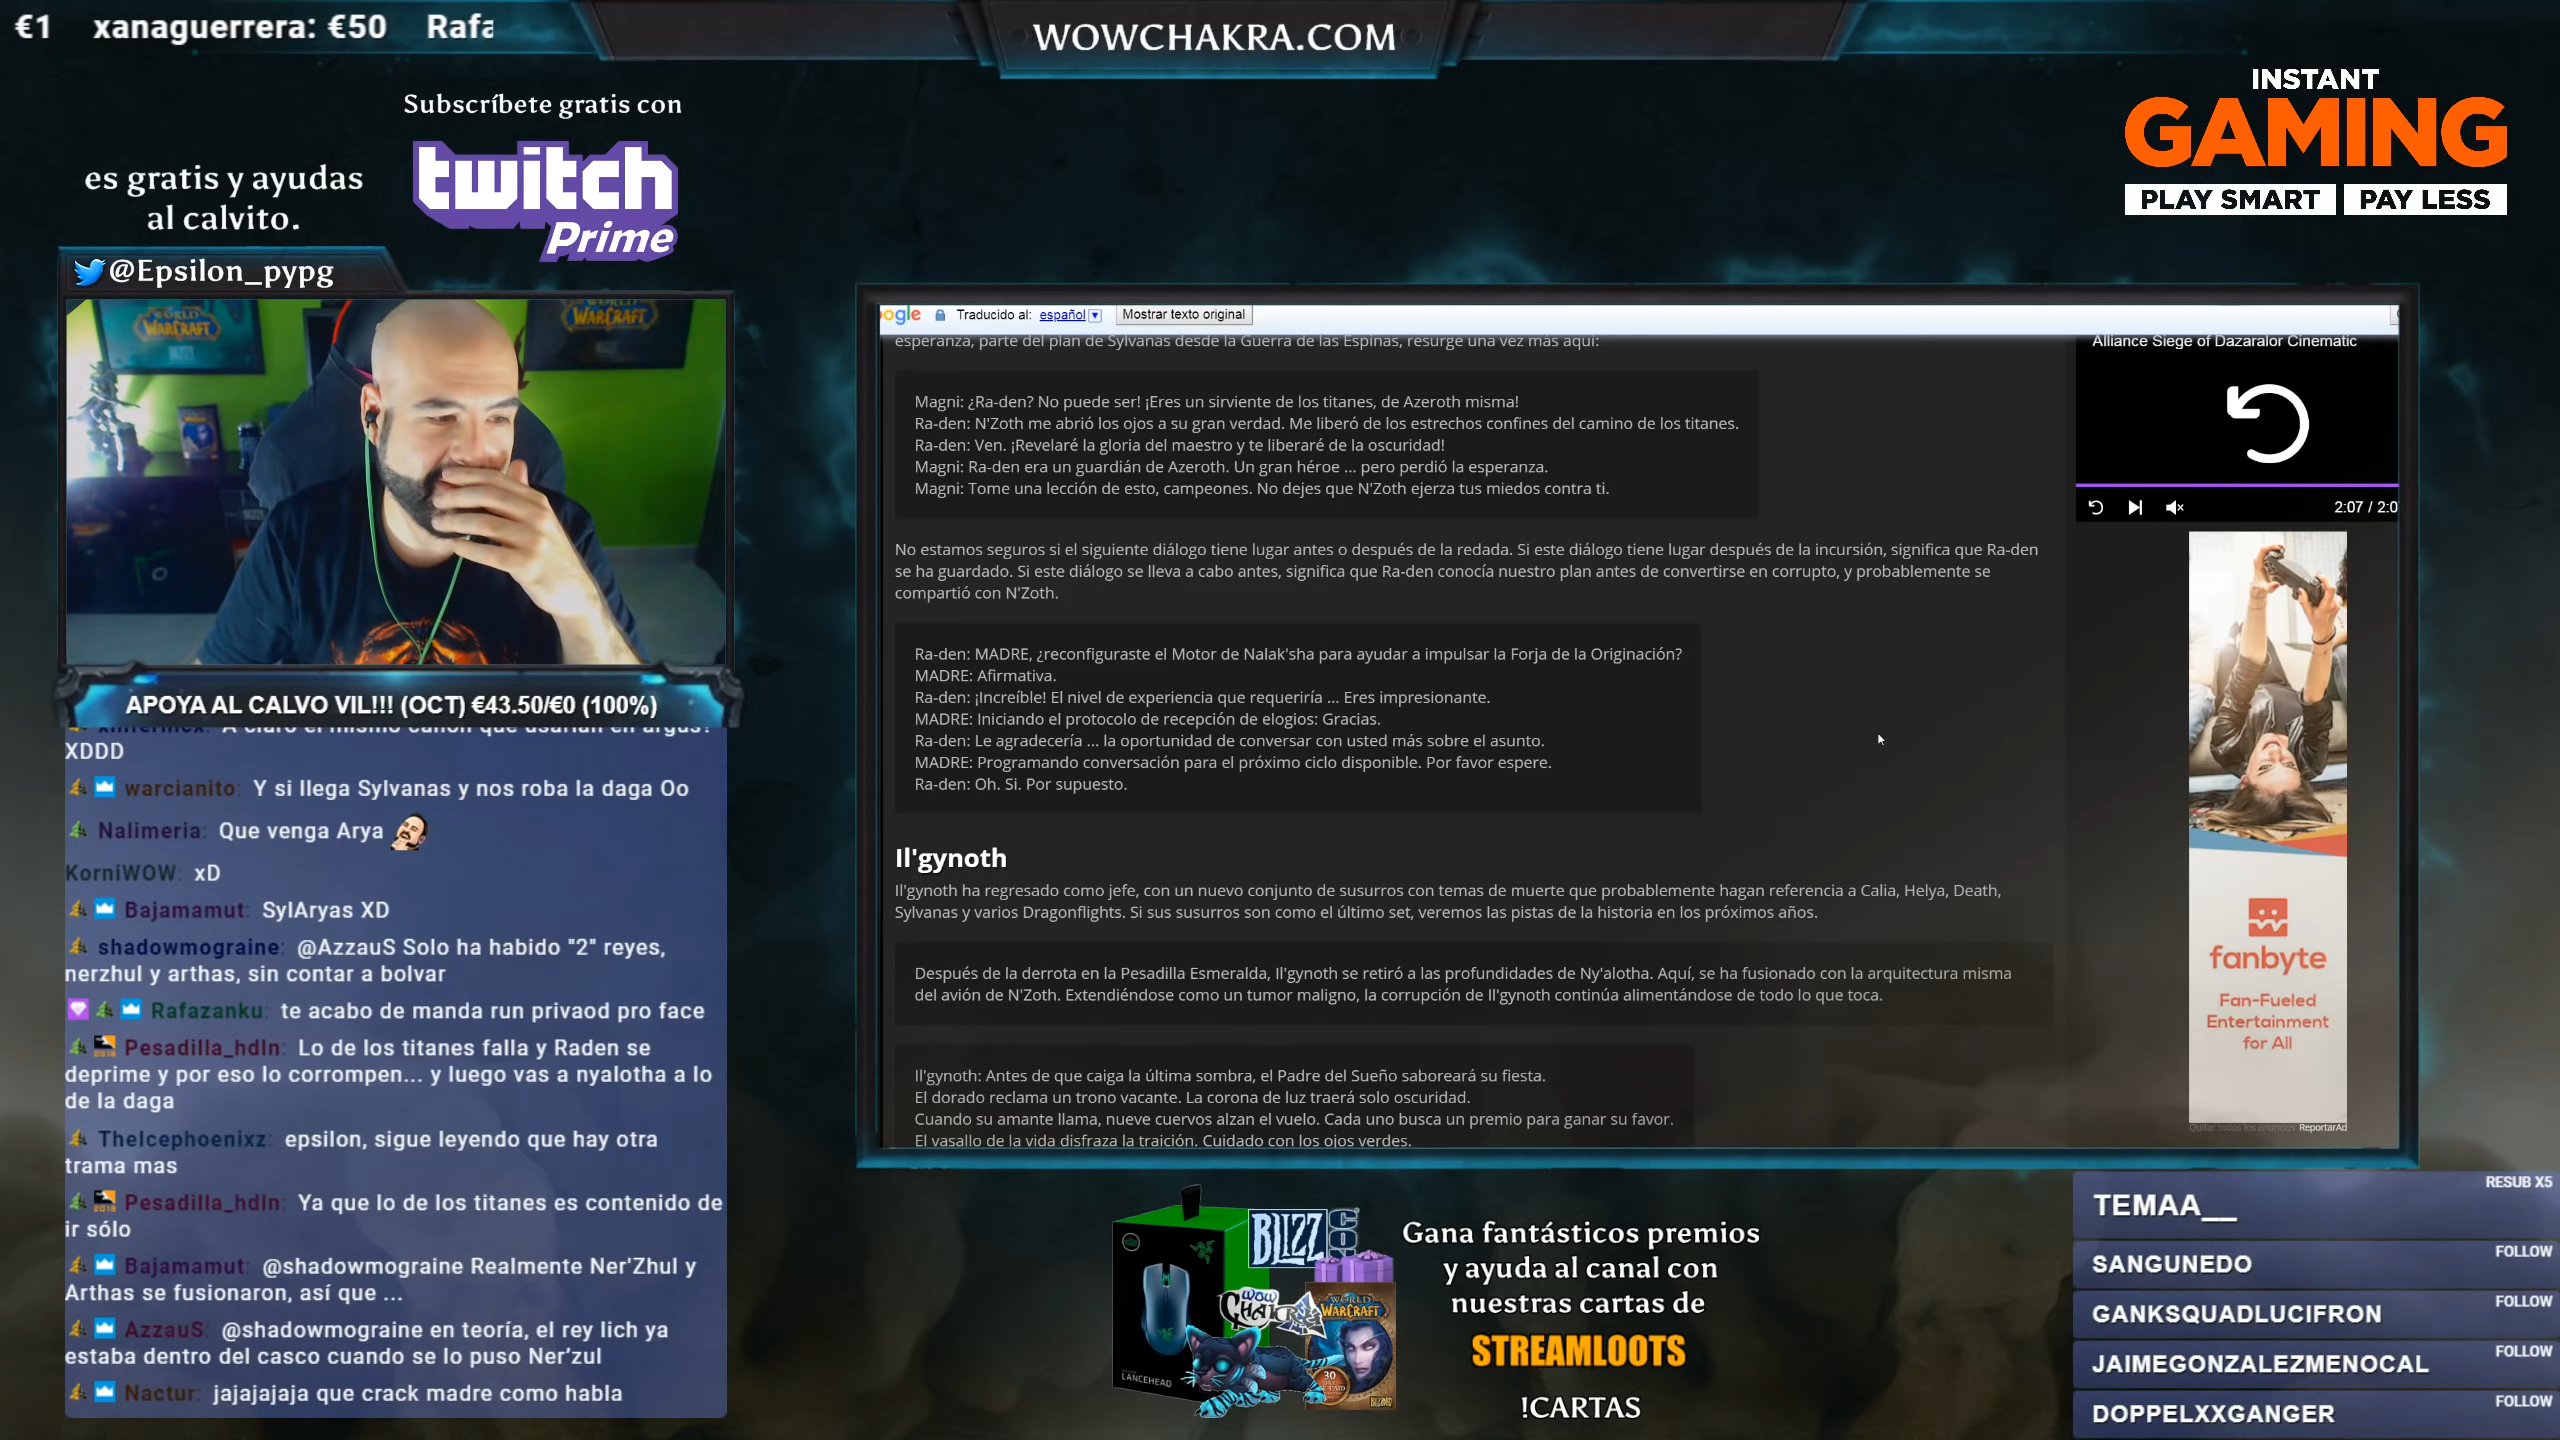 €1 xanaguerrera: €50 Rafa
WOWCHAKRA.COM
INSTANT
GAMING
PLAY SMART PAY LESS
Subscríbete gratis con
twitch
Prime
es gratis y ayudas
al calvito.
@Epsilon_pypg
WORLD
WARCRAFT
WORLD
WARCRAFT
APOYA AL CALVO VIL!!! (OCT) €43.50/€0 (100%)
A claro el mismo cañon que usarian en argus?
XDDD
warcianito: Y si llega Sylvanas y nos roba la daga Oo
Nalimeria: Que venga Arya
KorniWOW: xD
Bajamamut: SylAryas XD
shadowmograine: @AzzauS Solo ha habido "2" reyes,
nerzhul y arthas, sin contar a bolvar
Rafazanku: te acabo de manda run privaod pro face
Pesadilla_hdln: Lo de los titanes falla y Raden se
deprime y por eso lo corrompen... y luego vas a nyalotha a lo
de la daga
TheIcephoenixz: epsilon, sigue leyendo que hay otra
trama mas
Pesadilla_hdln: Ya que lo de los titanes es contenido de
ir sólo
Bajamamut: @shadowmograine Realmente Ner'Zhul y
Arthas se fusionaron, así que ...
AzzauS: @shadowmograine en teoría, el rey lich ya
estaba dentro del casco cuando se lo puso Ner'zul
Nactur: jajajajaja que crack madre como habla
ogle Traducido al: español Mostrar texto original
esperanza, parte del plan de Sylvanas desde la Guerra de las Espinas, resurge una vez más aquí:
Magni: ¿Ra-den? No puede ser! ¡Eres un sirviente de los titanes, de Azeroth misma!
Ra-den: N'Zoth me abrió los ojos a su gran verdad. Me liberó de los estrechos confines del camino de los titanes.
Ra-den: Ven. ¡Revelaré la gloria del maestro y te liberaré de la oscuridad!
Magni: Ra-den era un guardián de Azeroth. Un gran héroe ... pero perdió la esperanza.
Magni: Tome una lección de esto, campeones. No dejes que N'Zoth ejerza tus miedos contra ti.
No estamos seguros si el siguiente diálogo tiene lugar antes o después de la redada. Si este diálogo tiene lugar después de la incursión, significa que Ra-den
se ha guardado. Si este diálogo se lleva a cabo antes, significa que Ra-den conocía nuestro plan antes de convertirse en corrupto, y probablemente se
compartió con N'Zoth.
Ra-den: MADRE, ¿reconfiguraste el Motor de Nalak'sha para ayudar a impulsar la Forja de la Originación?
MADRE: Afirmativa.
Ra-den: ¡Increíble! El nivel de experiencia que requeriría ... Eres impresionante.
MADRE: Iniciando el protocolo de recepción de elogios: Gracias.
Ra-den: Le agradecería ... la oportunidad de conversar con usted más sobre el asunto.
MADRE: Programando conversación para el próximo ciclo disponible. Por favor espere.
Ra-den: Oh. Si. Por supuesto.
Il'gynoth
Il'gynoth ha regresado como jefe, con un nuevo conjunto de susurros con temas de muerte que probablemente hagan referencia a Calia, Helya, Death,
Sylvanas y varios Dragonflights. Si sus susurros son como el último set, veremos las pistas de la historia en los próximos años.
Después de la derrota en la Pesadilla Esmeralda, Il'gynoth se retiró a las profundidades de Ny'alotha. Aquí, se ha fusionado con la arquitectura misma
del avión de N'Zoth. Extendiéndose como un tumor maligno, la corrupción de Il'gynoth continúa alimentándose de todo lo que toca.
Il'gynoth: Antes de que caiga la última sombra, el Padre del Sueño saboreará su fiesta.
El dorado reclama un trono vacante. La corona de luz traerá solo oscuridad.
Cuando su amante llama, nueve cuervos alzan el vuelo. Cada uno busca un premio para ganar su favor.
El vasallo de la vida disfraza la traición. Cuidado con los ojos verdes.
Alliance Siege of Dazaralor Cinematic
2:07 / 2:0
fanbyte
Fan-Fueled
Entertainment
for All
Quitar todos los anuncios ReportarAd
BLIZZ
CON
WOW
CHAKRA
WORLD
WARCRAFT
30
LANCEHEAD
BLIZZARD
Gana fantásticos premios
y ayuda al canal con
nuestras cartas de
STREAMLOOTS
!CARTAS
RESUB X5
TEMAA__
FOLLOW
SANGUNEDO
FOLLOW
GANKSQUADLUCIFRON
FOLLOW
JAIMEGONZALEZMENOCAL
FOLLOW
DOPPELXXGANGER